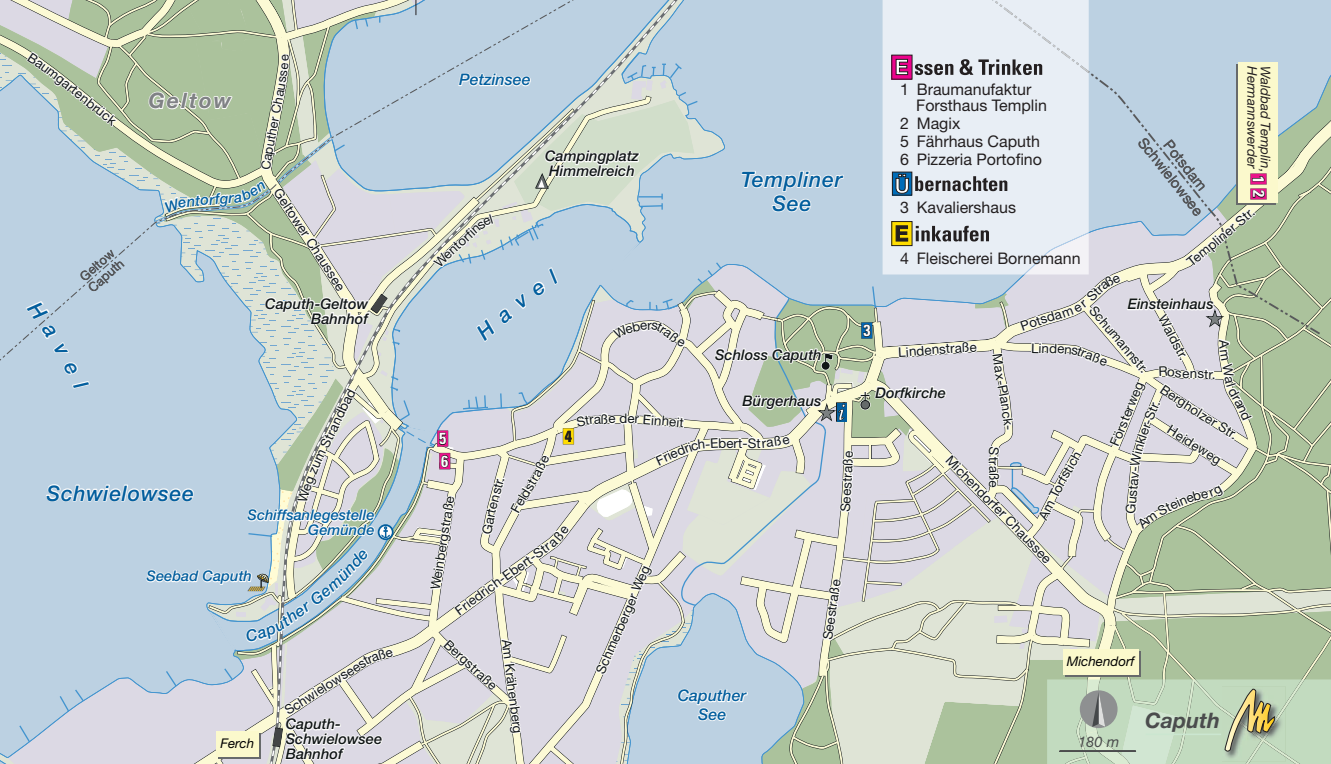 Essen & Trinken
1 Braumanufaktur
Forsthaus Templin
2 Magix
5 Fährhaus Caputh
6 Pizzeria Portofino
Übernachten
3 Kavaliershaus
Einkaufen
4 Fleischerei Bornemann
Petzinsee
Geltow
Baumgartenbrück
Caputher Chaussee
Wentorfgraben
Geltower Chaussee
Campingplatz
Himmelreich
Wentorfinsel
Templiner
See
Potsdam
Schwielowsee
Waldbad Templin,
Hermannswerder, 1 2
Templiner Str.
Geltow
Caputh
Havel
Havel
Caputh-Geltow
Bahnhof
Weberstraße
Schloss Caputh
3
Lindenstraße
Lindenstraße
Potsdamer Straße
Einsteinhaus
Schumannstr.
Waldstr.
Rosenstr.
Am Waldrand
Bergholzer Str.
Heideweg
Am Steineberg
Försterweg
Gustav-Winkler-Str.
Am Torfstich
Max-Planck-
Straße
Bürgerhaus
i
Dorfkirche
Michendorfer Chaussee
Seestraße
Seestraße
Straße der Einheit
Friedrich-Ebert-Straße
4
5
6
Weg zum Strandbad
Schwielowsee
Schiffsanlegestelle
Gemünde
Seebad Caputh
Caputher Gemünde
Weinbergstraße
Gartenstr.
Feldstraße
Friedrich-Ebert-Straße
Schmerberger Weg
Am Krähenberg
Bergstraße
Schwielowseestraße
Caputh-
Schwielowsee
Bahnhof
Ferch
Caputher
See
Michendorf
180 m
Caputh